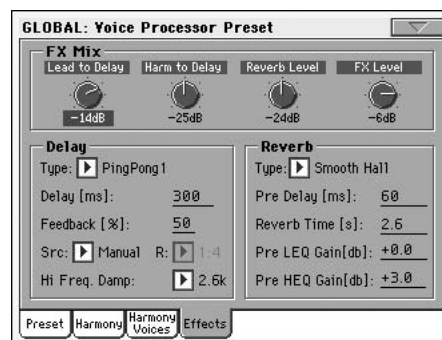 GLOBAL: Voice Processor Preset
FX Mix
Lead to Delay Harm to Delay Reverb Level FX Level
-14dB -25dB -24dB -6dB
Delay
Type: PingPong1
Delay [ms]: 300
Feedback [%]: 50
Src: Manual R: 1:4
Hi Freq. Damp: 2.6k
Reverb
Type: Smooth Hall
Pre Delay [ms]: 60
Reverb Time [s]: 2.6
Pre LEQ Gain[db]: +0.0
Pre HEQ Gain[db]: +3.0
Preset Harmony Harmony Voices Effects